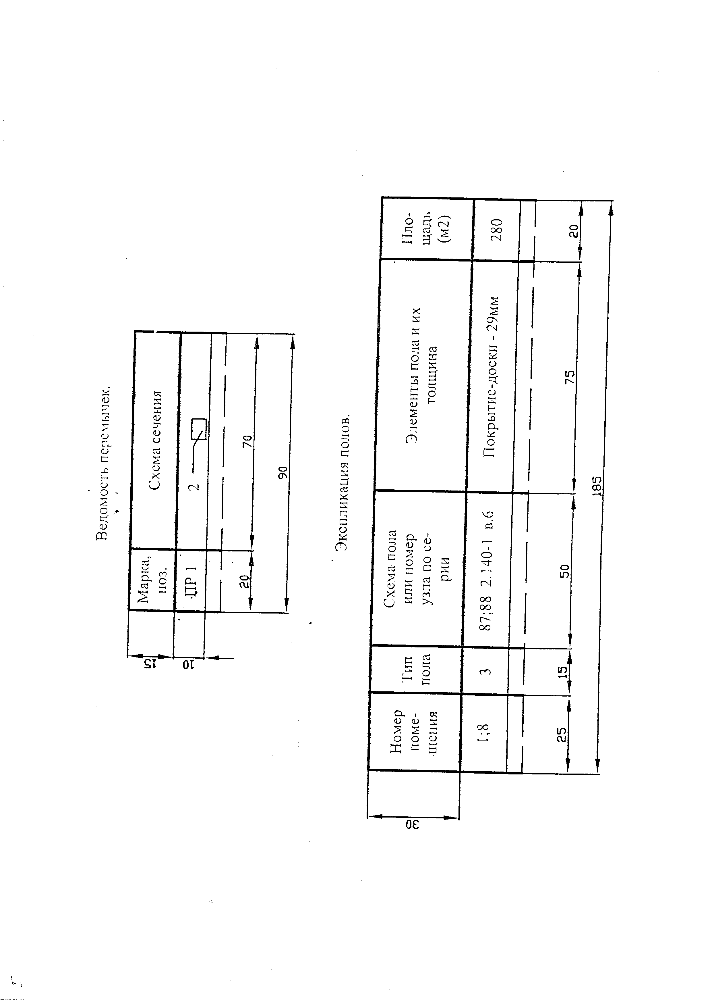 Ведомость перемычек.
Марка,
поз.
Схема сечения
ПР 1
2
15
10
20
70
90
Экспликация полов.
Номер
поме-
щения
Тип
пола
Схема пола
или номер
узла по се-
рии
Элементы пола и их
толщина
Пло-
щадь
(м2)
1;8
3
87;88 2.140-1 в.6
Покрытие-доски - 29мм
280
30
25
15
50
75
20
185